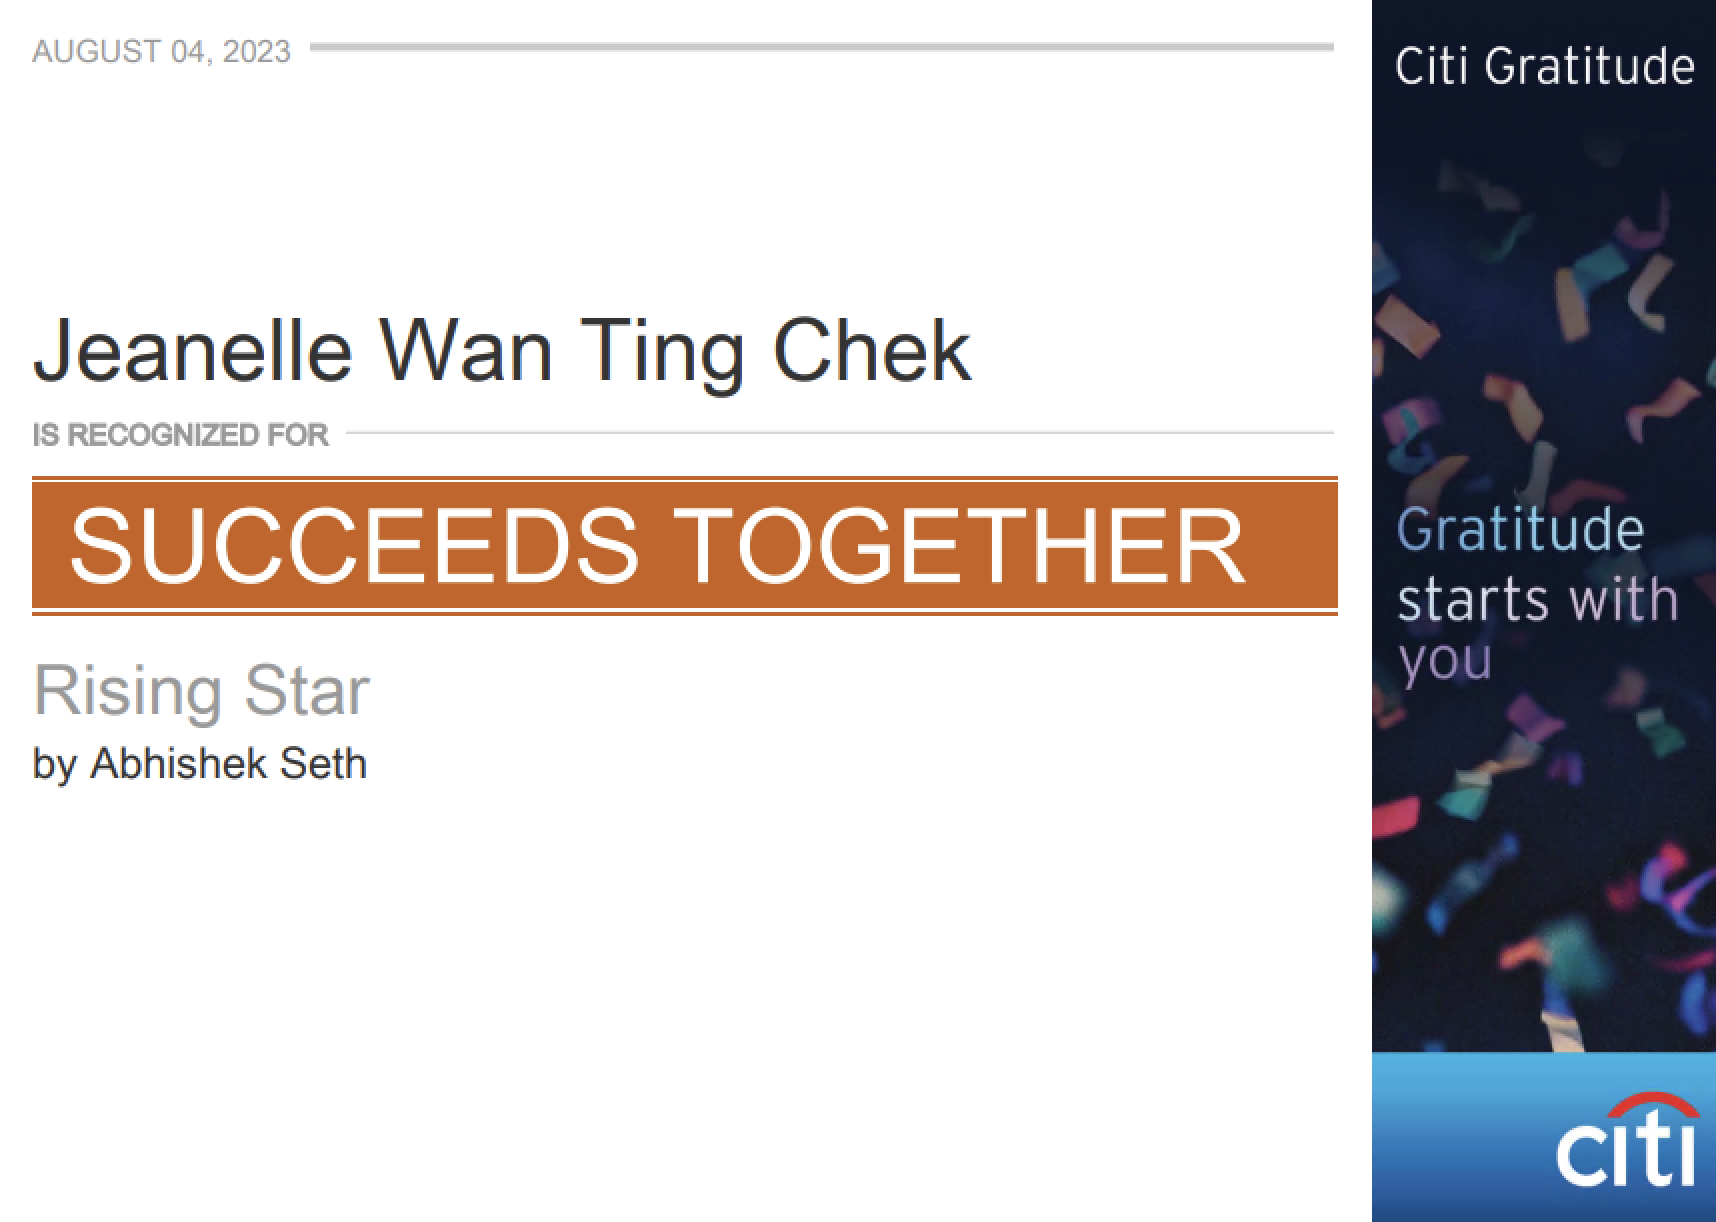 AUGUST 04, 2023
Jeanelle Wan Ting Chek
IS RECOGNIZED FOR
SUCCEEDS TOGETHER
Rising Star
by Abhishek Seth
Citi Gratitude
Gratitude
starts with
you
citi